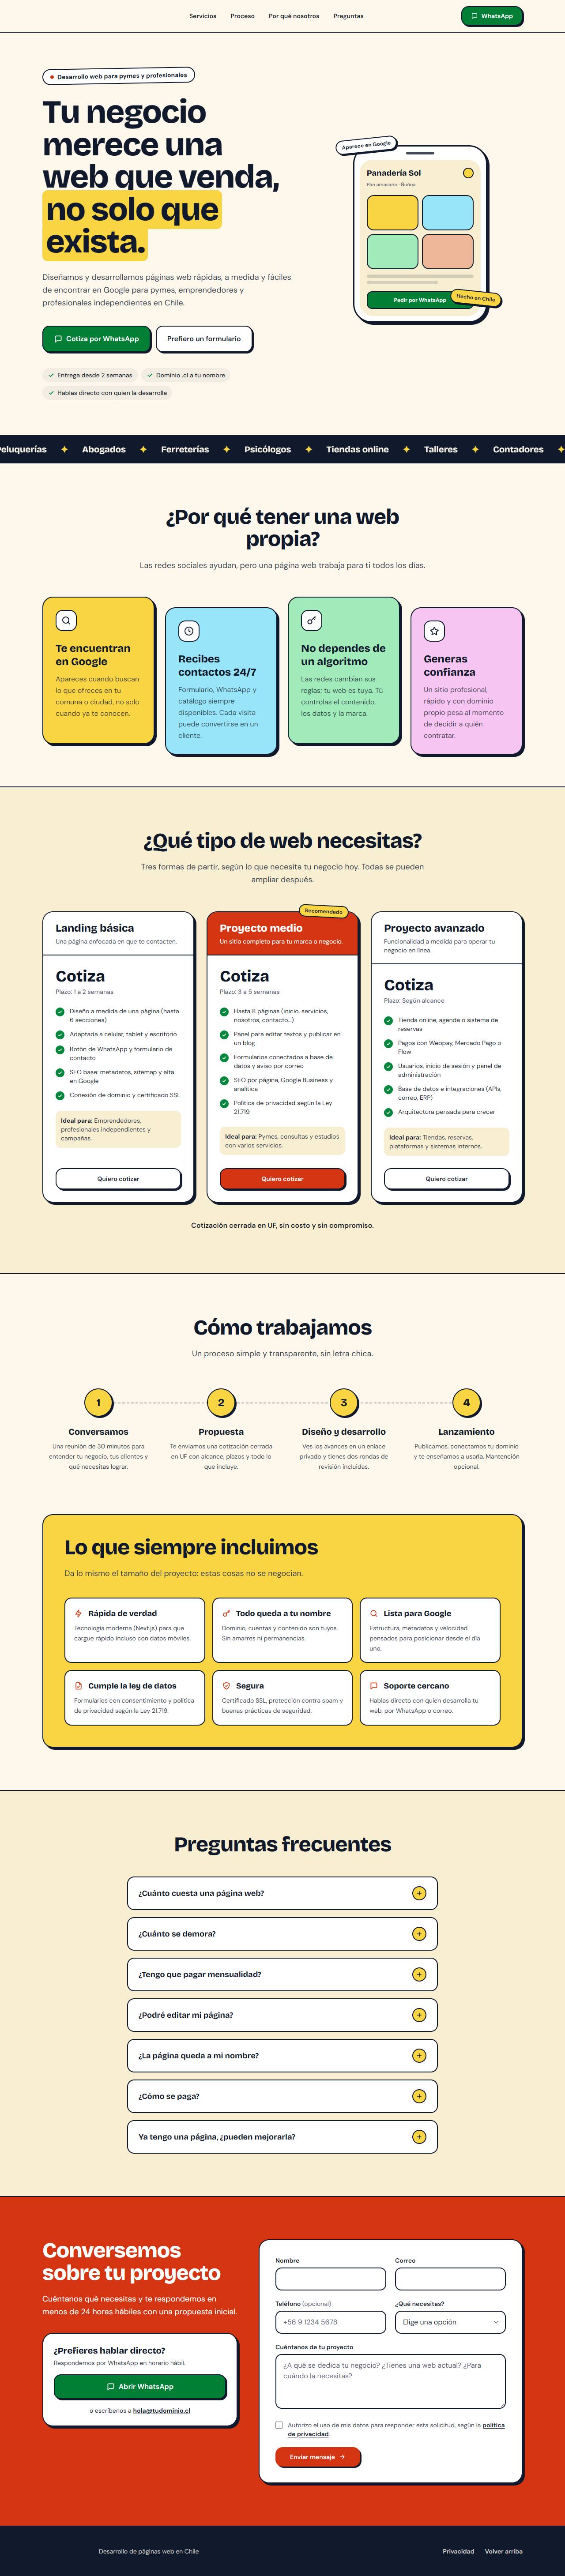 Servicios Proceso Por qué nosotros Preguntas
WhatsApp
Desarrollo web para pymes y profesionales
Tu negocio
merece una
web que venda,
no solo que
exista.
Diseñamos y desarrollamos páginas web rápidas, a medida y fáciles
de encontrar en Google para pymes, emprendedores y
profesionales independientes en Chile.
Cotiza por WhatsApp
Prefiero un formulario
Entrega desde 2 semanas
Dominio .cl a tu nombre
Hablas directo con quien la desarrolla
Aparece en Google
Panadería Sol
Pan amasado · Ñuñoa
Pedir por WhatsApp
Hecho en Chile
Peluquerías ✦ Abogados ✦ Ferreterías ✦ Psicólogos ✦ Tiendas online ✦ Talleres ✦ Contadores ✦
¿Por qué tener una web
propia?
Las redes sociales ayudan, pero una página web trabaja para ti todos los días.
Te encuentran
en Google
Apareces cuando buscan
lo que ofreces en tu
comuna o ciudad, no solo
cuando ya te conocen.
Recibes
contactos 24/7
Formulario, WhatsApp y
catálogo siempre
disponibles. Cada visita
puede convertirse en un
cliente.
No dependes de
un algoritmo
Las redes cambian sus
reglas; tu web es tuya. Tú
controlas el contenido,
los datos y la marca.
Generas
confianza
Un sitio profesional,
rápido y con dominio
propio pesa al momento
de decidir a quién
contratar.
¿Qué tipo de web necesitas?
Tres formas de partir, según lo que necesita tu negocio hoy. Todas se pueden
ampliar después.
Landing básica
Una página enfocada en que te contacten.
Cotiza
Plazo: 1 a 2 semanas
Diseño a medida de una página (hasta
6 secciones)
Adaptada a celular, tablet y escritorio
Botón de WhatsApp y formulario de
contacto
SEO base: metadatos, sitemap y alta
en Google
Conexión de dominio y certificado SSL
Ideal para: Emprendedores,
profesionales independientes y
campañas.
Quiero cotizar
Recomendado
Proyecto medio
Un sitio completo para tu marca o negocio.
Cotiza
Plazo: 3 a 5 semanas
Hasta 8 páginas (inicio, servicios,
nosotros, contacto…)
Panel para editar textos y publicar en
un blog
Formularios conectados a base de
datos y aviso por correo
SEO por página, Google Business y
analítica
Política de privacidad según la Ley
21.719
Ideal para: Pymes, consultas y estudios
con varios servicios.
Quiero cotizar
Proyecto avanzado
Funcionalidad a medida para operar tu
negocio en línea.
Cotiza
Plazo: Según alcance
Tienda online, agenda o sistema de
reservas
Pagos con Webpay, Mercado Pago o
Flow
Usuarios, inicio de sesión y panel de
administración
Base de datos e integraciones (APIs,
correo, ERP)
Arquitectura pensada para crecer
Ideal para: Tiendas, reservas,
plataformas y sistemas internos.
Quiero cotizar
Cotización cerrada en UF, sin costo y sin compromiso.
Cómo trabajamos
Un proceso simple y transparente, sin letra chica.
1
Conversamos
Una reunión de 30 minutos para
entender tu negocio, tus clientes y
qué necesitas lograr.
2
Propuesta
Te enviamos una cotización cerrada
en UF con alcance, plazos y todo lo
que incluye.
3
Diseño y desarrollo
Ves los avances en un enlace
privado y tienes dos rondas de
revisión incluidas.
4
Lanzamiento
Publicamos, conectamos tu dominio
y te enseñamos a usarla. Mantención
opcional.
Lo que siempre incluimos
Da lo mismo el tamaño del proyecto: estas cosas no se negocian.
Rápida de verdad
Tecnología moderna (Next.js) para que
cargue rápido incluso con datos móviles.
Todo queda a tu nombre
Dominio, cuentas y contenido son tuyos.
Sin amarres ni permanencias.
Lista para Google
Estructura, metadatos y velocidad
pensados para posicionar desde el día
uno.
Cumple la ley de datos
Formularios con consentimiento y política
de privacidad según la Ley 21.719.
Segura
Certificado SSL, protección contra spam y
buenas prácticas de seguridad.
Soporte cercano
Hablas directo con quien desarrolla tu
web, por WhatsApp o correo.
Preguntas frecuentes
¿Cuánto cuesta una página web?
¿Cuánto se demora?
¿Tengo que pagar mensualidad?
¿Podré editar mi página?
¿La página queda a mi nombre?
¿Cómo se paga?
Ya tengo una página, ¿pueden mejorarla?
Conversemos
sobre tu proyecto
Cuéntanos qué necesitas y te respondemos en
menos de 24 horas hábiles con una propuesta inicial.
¿Prefieres hablar directo?
Respondemos por WhatsApp en horario hábil.
Abrir WhatsApp
o escríbenos a hola@tudominio.cl
Nombre
Correo
Teléfono (opcional)
+56 9 1234 5678
¿Qué necesitas?
Elige una opción
Cuéntanos de tu proyecto
¿A qué se dedica tu negocio? ¿Tienes una web actual? ¿Para
cuándo la necesitas?
Autorizo el uso de mis datos para responder esta solicitud, según la política
de privacidad.
Enviar mensaje
Desarrollo de páginas web en Chile
Privacidad Volver arriba